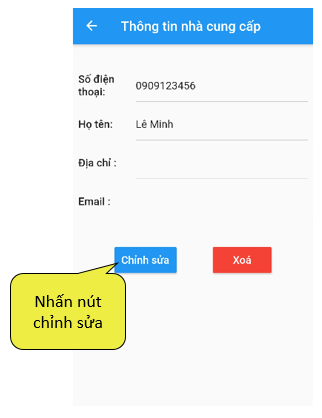 Thông tin nhà cung cấp
Số điện
thoại:
0909123456
Họ tên:
Lê Minh
Địa chỉ :
Email :
Chỉnh sửa
Xoá
Nhấn nút
chỉnh sửa